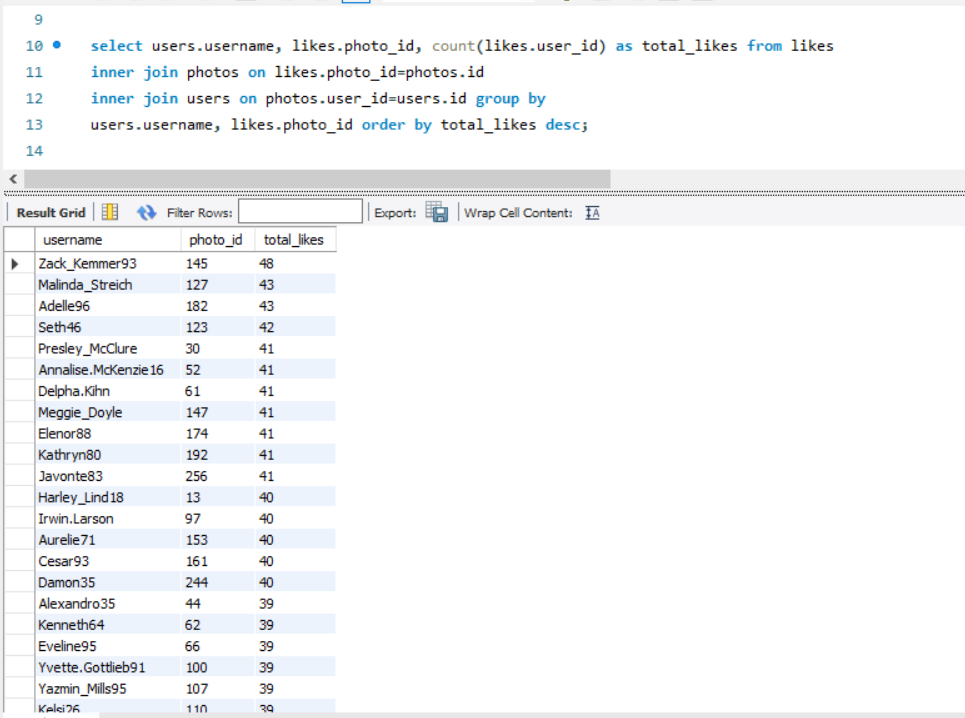 9
10 select users.username, likes.photo_id, count(likes.user_id) as total_likes from likes
11 inner join photos on likes.photo_id=photos.id
12 inner join users on photos.user_id=users.id group by
13 users.username, likes.photo_id order by total_likes desc;
14
Result Grid Filter Rows: Export: Wrap Cell Content: IA
username photo_id total_likes
Zack_Kemmer93 145 48
Malinda_Streich 127 43
Adelle96 182 43
Seth46 123 42
Presley_McClure 30 41
Annalise.McKenzie16 52 41
Delpha.Kihn 61 41
Meggie_Doyle 147 41
Elenor88 174 41
Kathryn80 192 41
Javonte83 256 41
Harley_Lind18 13 40
Irwin.Larson 97 40
Aurelie71 153 40
Cesar93 161 40
Damon35 244 40
Alexandro35 44 39
Kenneth64 62 39
Eveline95 66 39
Yvette.Gottlieb91 100 39
Yazmin_Mills95 107 39
Kelsi26 110 39